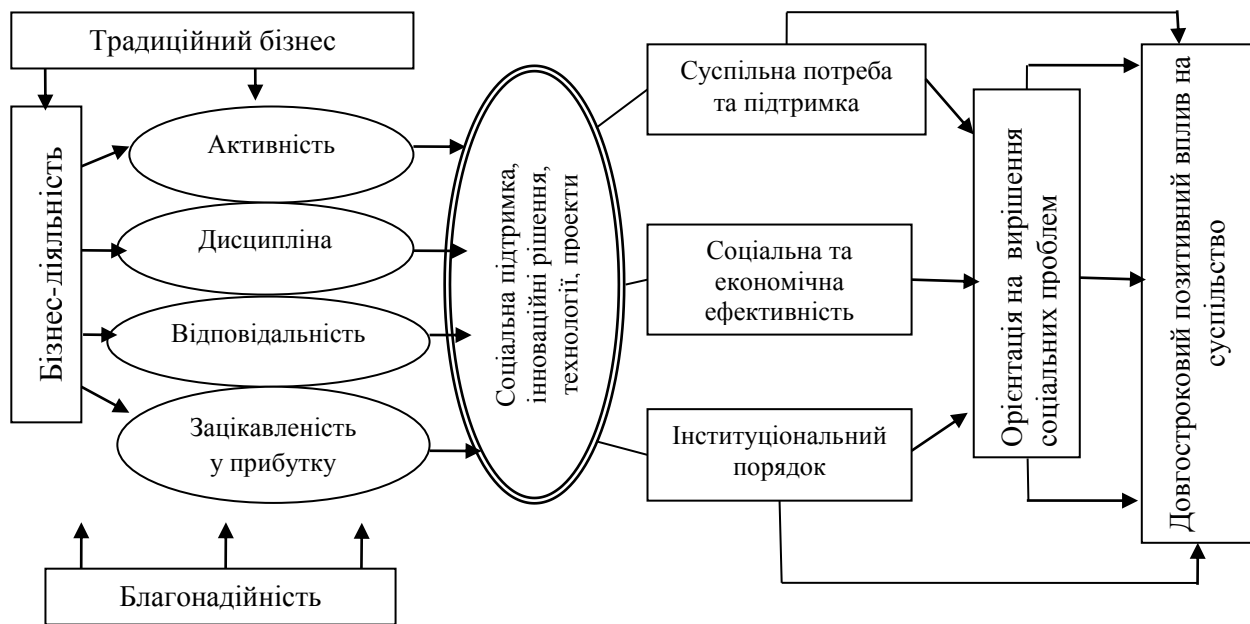 Традиційний бізнес
Бізнес-діяльність
Активність
Дисципліна
Відповідальність
Зацікавленість
у прибутку
Благонадійність
Соціальна підтримка,
інноваційні рішення,
технології, проекти
Суспільна потреба
та підтримка
Соціальна та
економічна
ефективність
Інституціональний
порядок
Орієнтація на вирішення
соціальних проблем
Довгостроковий позитивний вплив на
суспільство